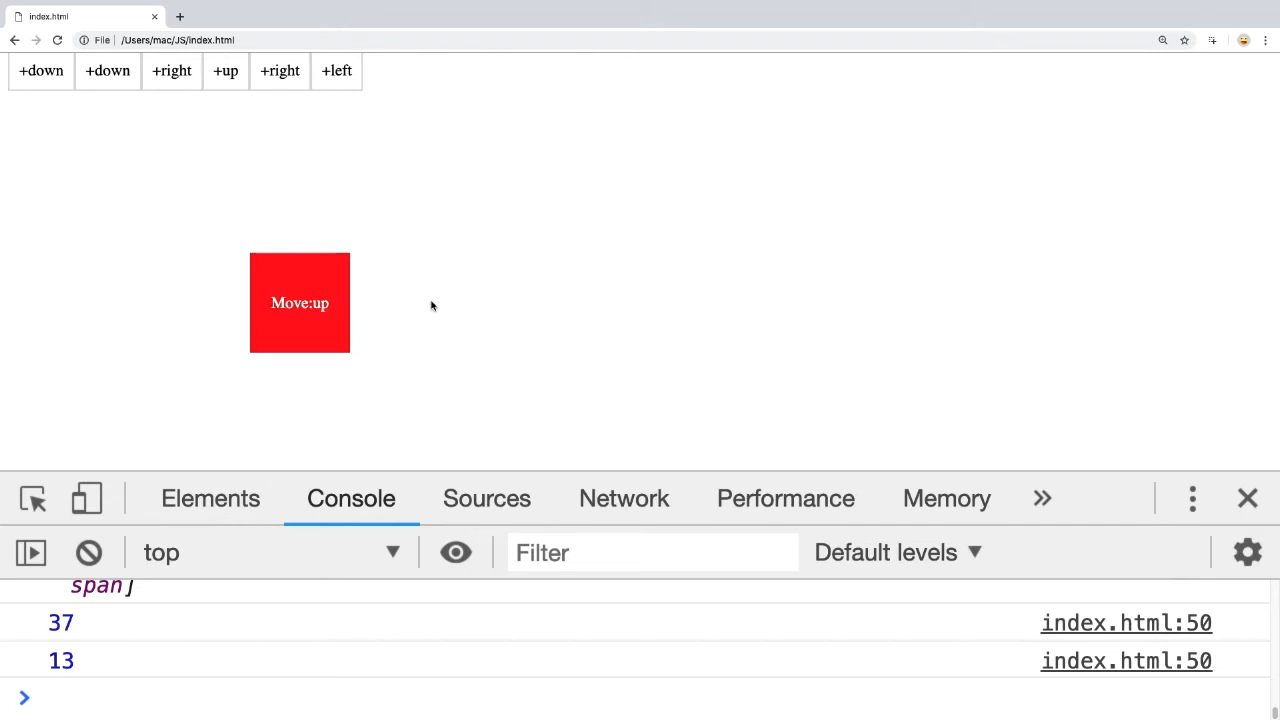 index.html
File /Users/mac/JS/index.html
+down +down +right +up +right +left
Move:up
Elements Console Sources Network Performance Memory
top Filter Default levels
span]
37 index.html:50
13 index.html:50